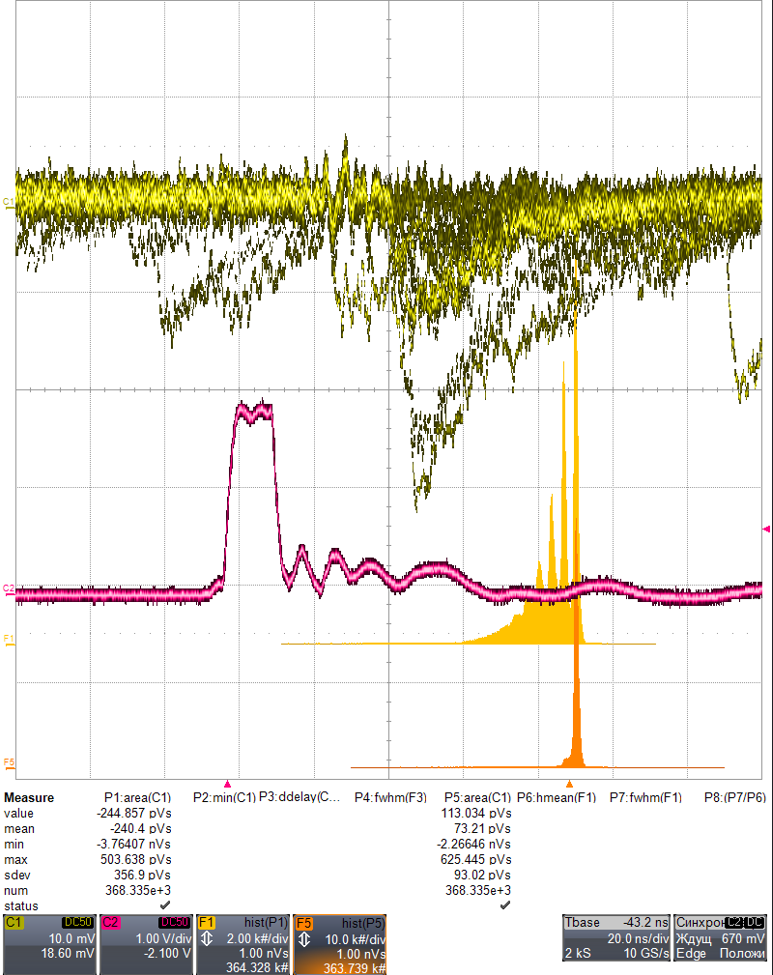 C1
C2
F1
F5
Measure P1:area(C1) P2:min(C1) P3:ddelay(C... P4:fwhm(F3) P5:area(C1) P6:hmean(F1) P7:fwhm(F1) P8:(P7/P6)
value -244.857 pVs 113.034 pVs
mean -240.4 pVs 73.21 pVs
min -3.76407 nVs -2.26646 nVs
max 503.638 pVs 625.445 pVs
sdev 356.9 pVs 93.02 pVs
num 368.335e+3 368.335e+3
status
C1 DC50 C2 DC50 F1 hist(P1) F5 hist(P5) Tbase -43.2 ns Синхрон C2 DC
10.0 mV 1.00 V/div 2.00 k#/div 10.0 k#/div 20.0 ns/div Ждущ 670 mV
18.60 mV -2.100 V 1.00 nVs 1.00 nVs 2 kS 10 GS/s Edge Положи
364.328 k# 363.739 k#